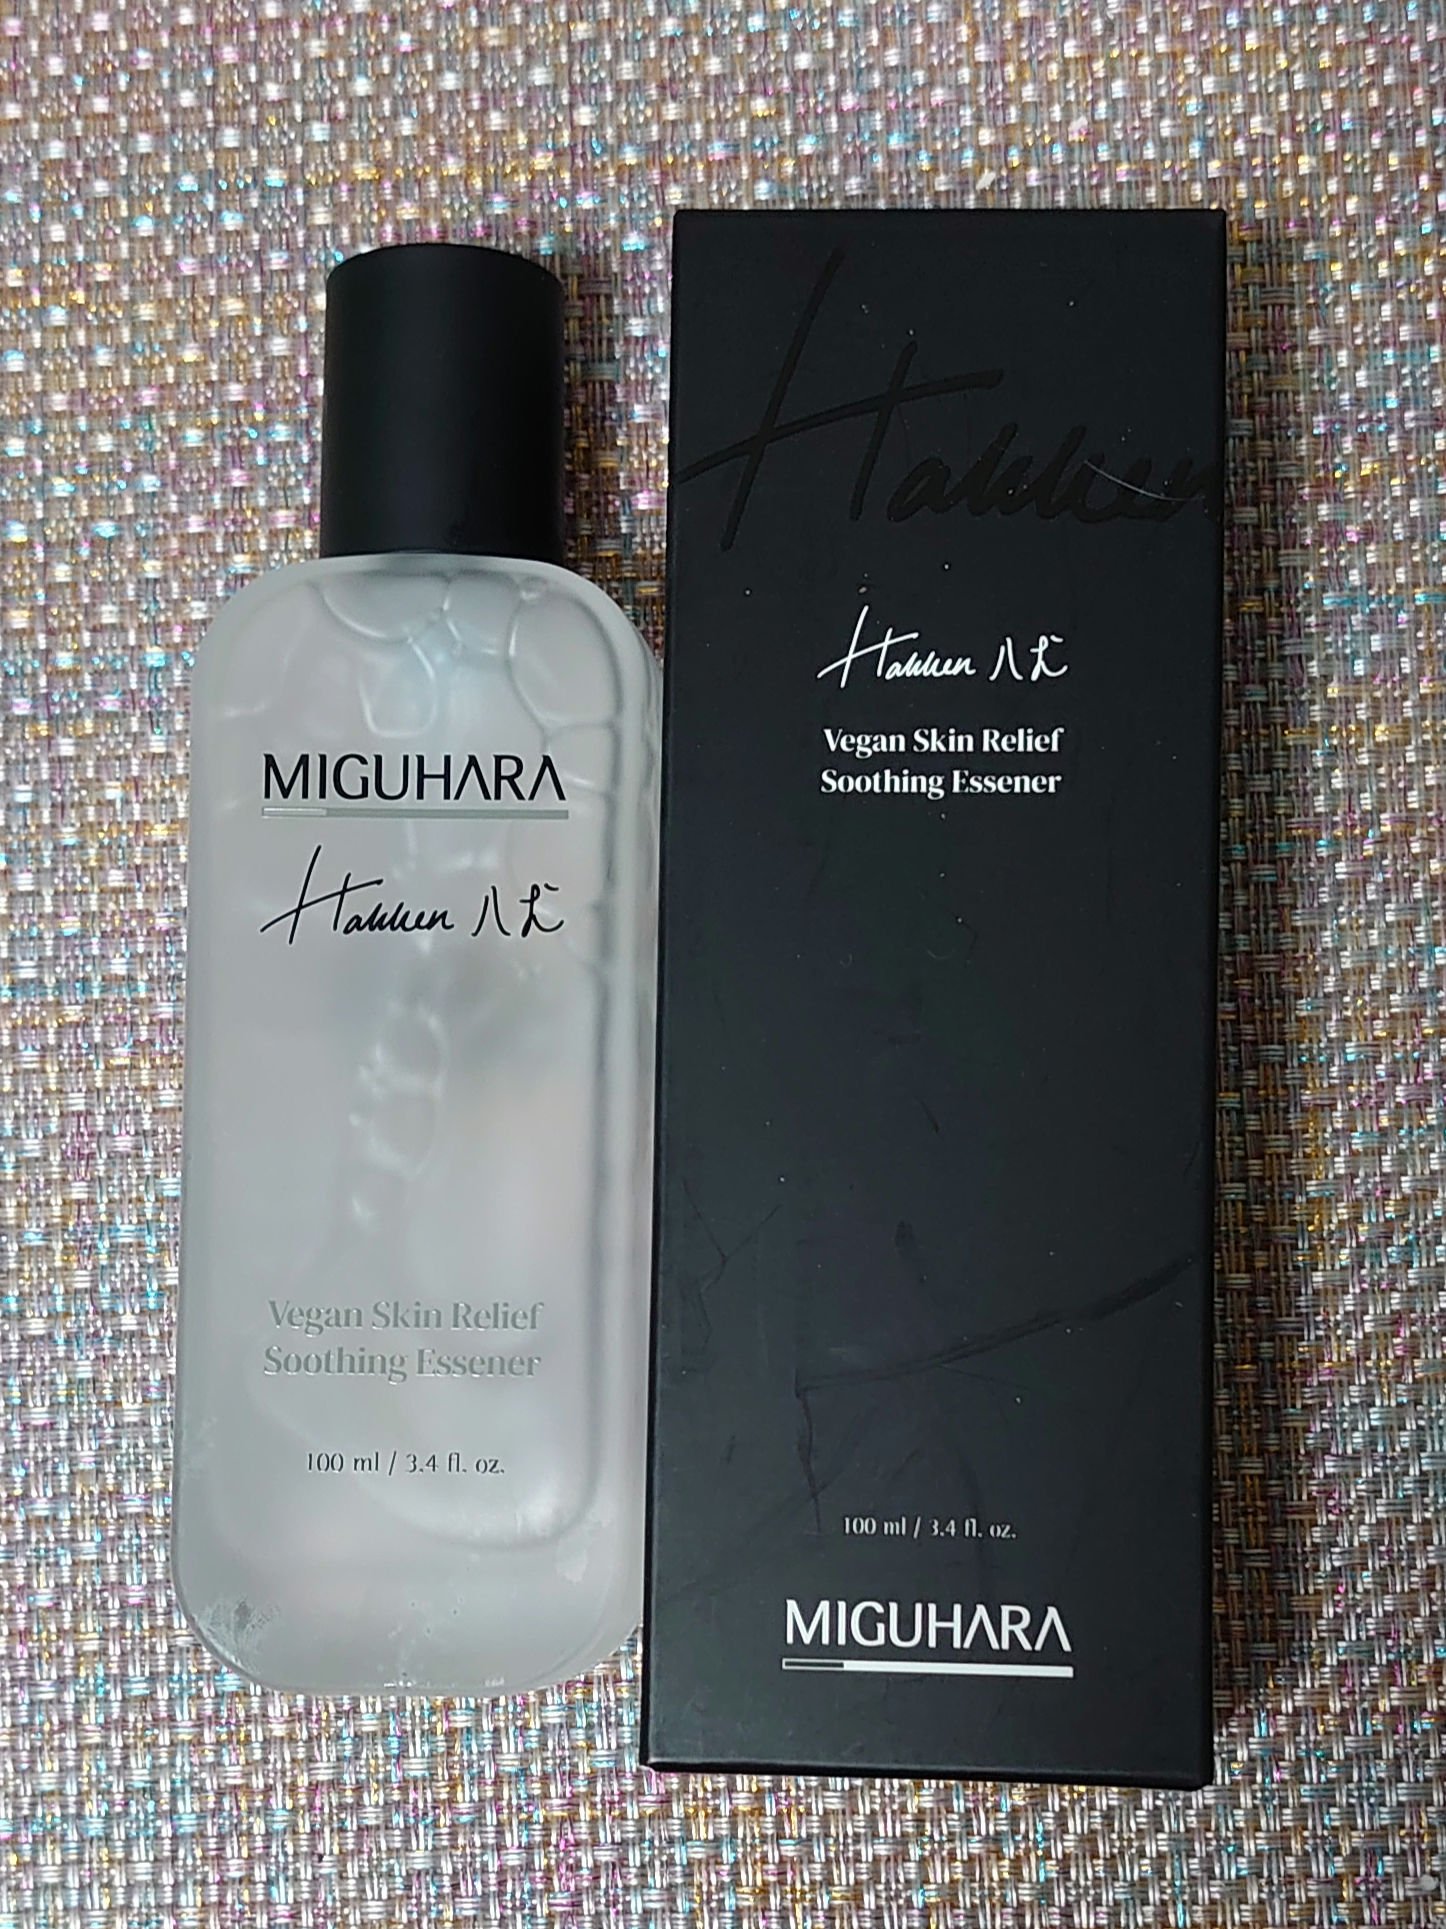 MIGUHARA
Hakken 八犬
Vegan Skin Relief
Soothing Essener
100 ml / 3.4 fl. oz.
Hakken
Hakken 八犬
Vegan Skin Relief
Soothing Essener
100 ml / 3.4 fl. oz.
MIGUHARA